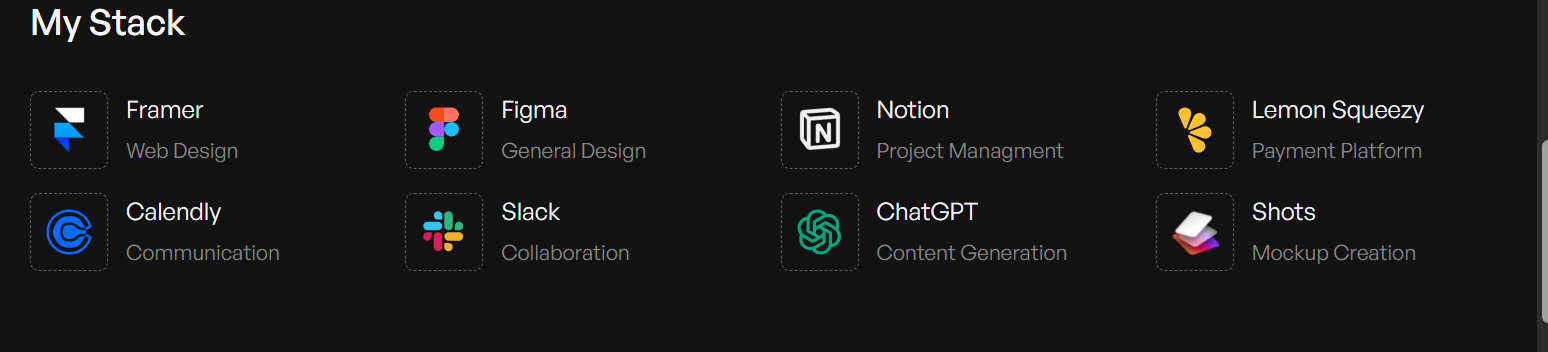 My Stack
Framer
Web Design
Figma
General Design
Notion
Project Managment
Lemon Squeezy
Payment Platform
Calendly
Communication
Slack
Collaboration
ChatGPT
Content Generation
Shots
Mockup Creation